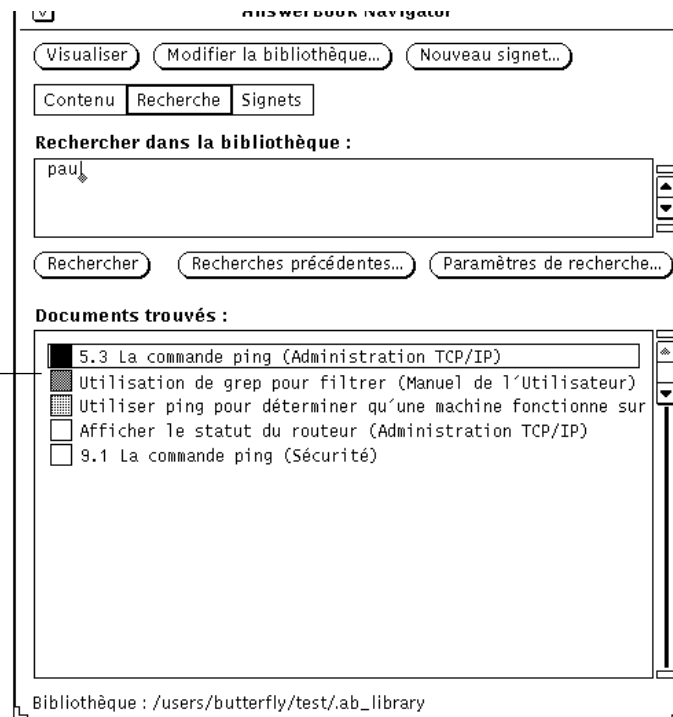 AnswerBook Navigator
Visualiser Modifier la bibliothèque... Nouveau signet...
Contenu Recherche Signets
Rechercher dans la bibliothèque :
paul
Rechercher Recherches précédentes... Paramètres de recherche...
Documents trouvés :
5.3 La commande ping (Administration TCP/IP)
Utilisation de grep pour filtrer (Manuel de l´Utilisateur)
Utiliser ping pour déterminer qu´une machine fonctionne sur
Afficher le statut du routeur (Administration TCP/IP)
9.1 La commande ping (Sécurité)
Bibliothèque : /users/butterfly/test/.ab_library